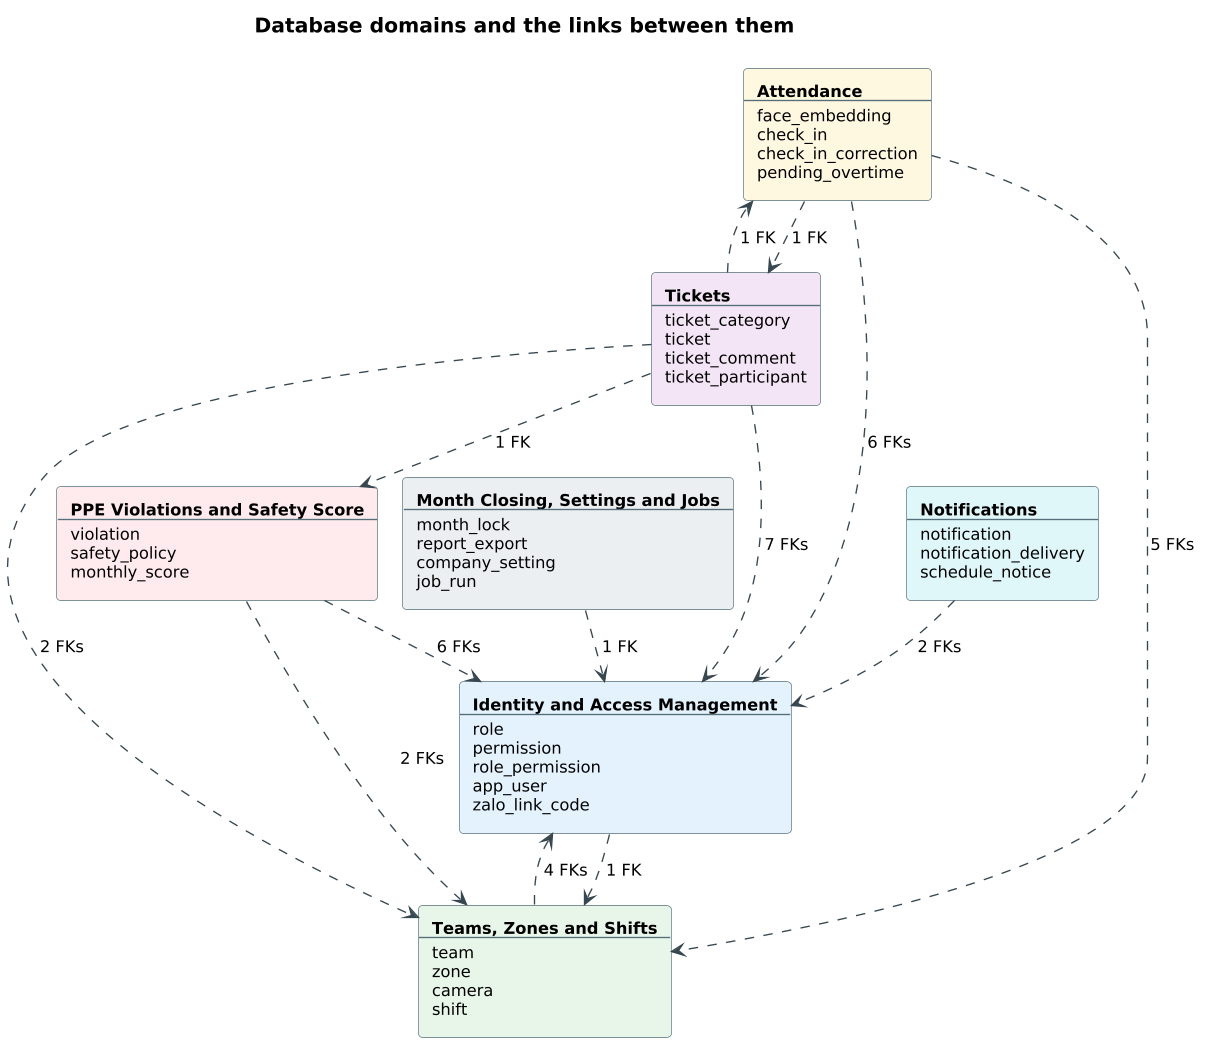 Database domains and the links between them
Attendance
face_embedding
check_in
check_in_correction
pending_overtime
1 FK
1 FK
Tickets
ticket_category
ticket
ticket_comment
ticket_participant
1 FK
6 FKs
PPE Violations and Safety Score
violation
safety_policy
monthly_score
Month Closing, Settings and Jobs
month_lock
report_export
company_setting
job_run
7 FKs
Notifications
notification
notification_delivery
schedule_notice
5 FKs
2 FKs
6 FKs
1 FK
2 FKs
Identity and Access Management
role
permission
role_permission
app_user
zalo_link_code
2 FKs
4 FKs
1 FK
Teams, Zones and Shifts
team
zone
camera
shift